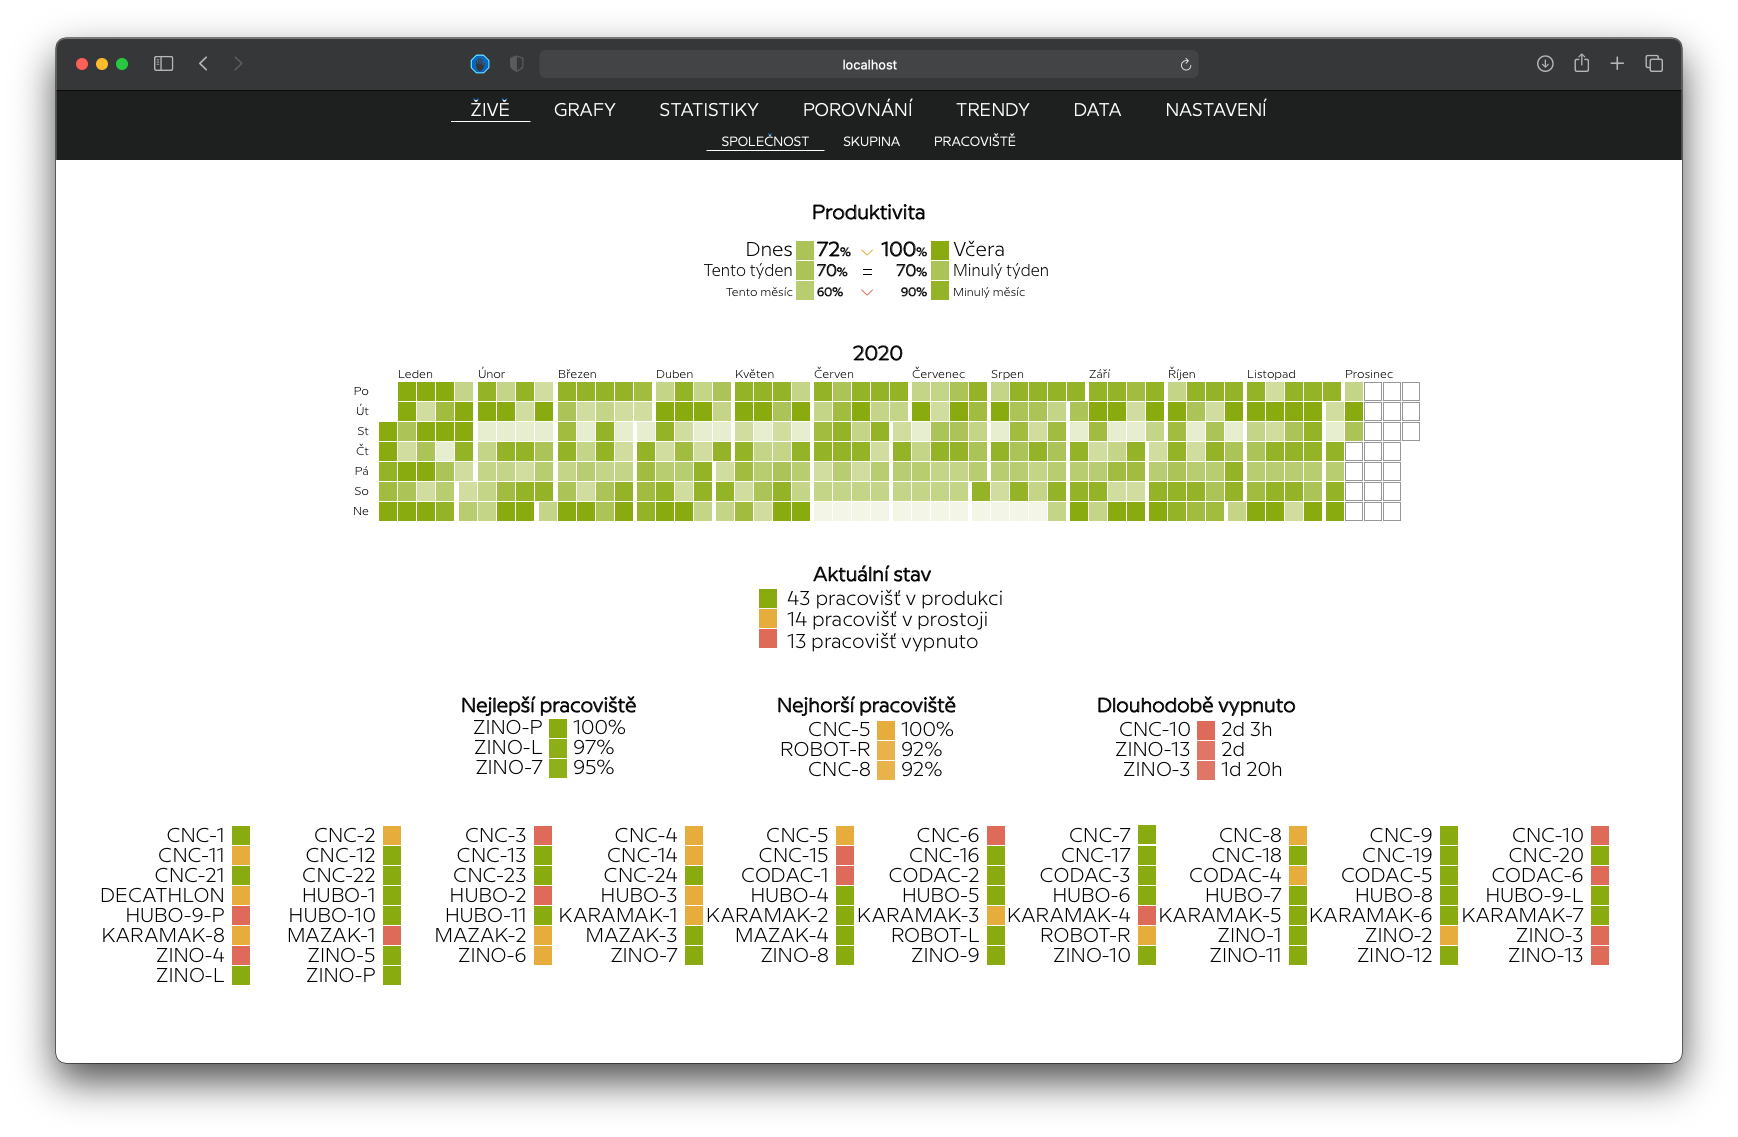 localhost
ŽIVĚ GRAFY STATISTIKY POROVNÁNÍ TRENDY DATA NASTAVENÍ
SPOLEČNOST SKUPINA PRACOVIŠTĚ
Produktivita
Dnes 72% 100% Včera
Tento týden 70% = 70% Minulý týden
Tento měsíc 60% 90% Minulý měsíc
2020
Leden Únor Březen Duben Květen Červen Červenec Srpen Září Říjen Listopad Prosinec
Po
Út
St
Čt
Pá
So
Ne
Aktuální stav
43 pracovišť v produkci
14 pracovišť v prostoji
13 pracovišť vypnuto
Nejlepší pracoviště Nejhorší pracoviště Dlouhodobě vypnuto
ZINO-P 100% CNC-5 100% CNC-10 2d 3h
ZINO-L 97% ROBOT-R 92% ZINO-13 2d
ZINO-7 95% CNC-8 92% ZINO-3 1d 20h
CNC-1 CNC-2 CNC-3 CNC-4 CNC-5 CNC-6 CNC-7 CNC-8 CNC-9 CNC-10
CNC-11 CNC-12 CNC-13 CNC-14 CNC-15 CNC-16 CNC-17 CNC-18 CNC-19 CNC-20
CNC-21 CNC-22 CNC-23 CNC-24 CODAC-1 CODAC-2 CODAC-3 CODAC-4 CODAC-5 CODAC-6
DECATHLON HUBO-1 HUBO-2 HUBO-3 HUBO-4 HUBO-5 HUBO-6 HUBO-7 HUBO-8 HUBO-9-L
HUBO-9-P HUBO-10 HUBO-11 KARAMAK-1 KARAMAK-2 KARAMAK-3 KARAMAK-4 KARAMAK-5 KARAMAK-6 KARAMAK-7
KARAMAK-8 MAZAK-1 MAZAK-2 MAZAK-3 MAZAK-4 ROBOT-L ROBOT-R ZINO-1 ZINO-2 ZINO-3
ZINO-4 ZINO-5 ZINO-6 ZINO-7 ZINO-8 ZINO-9 ZINO-10 ZINO-11 ZINO-12 ZINO-13
ZINO-L ZINO-P